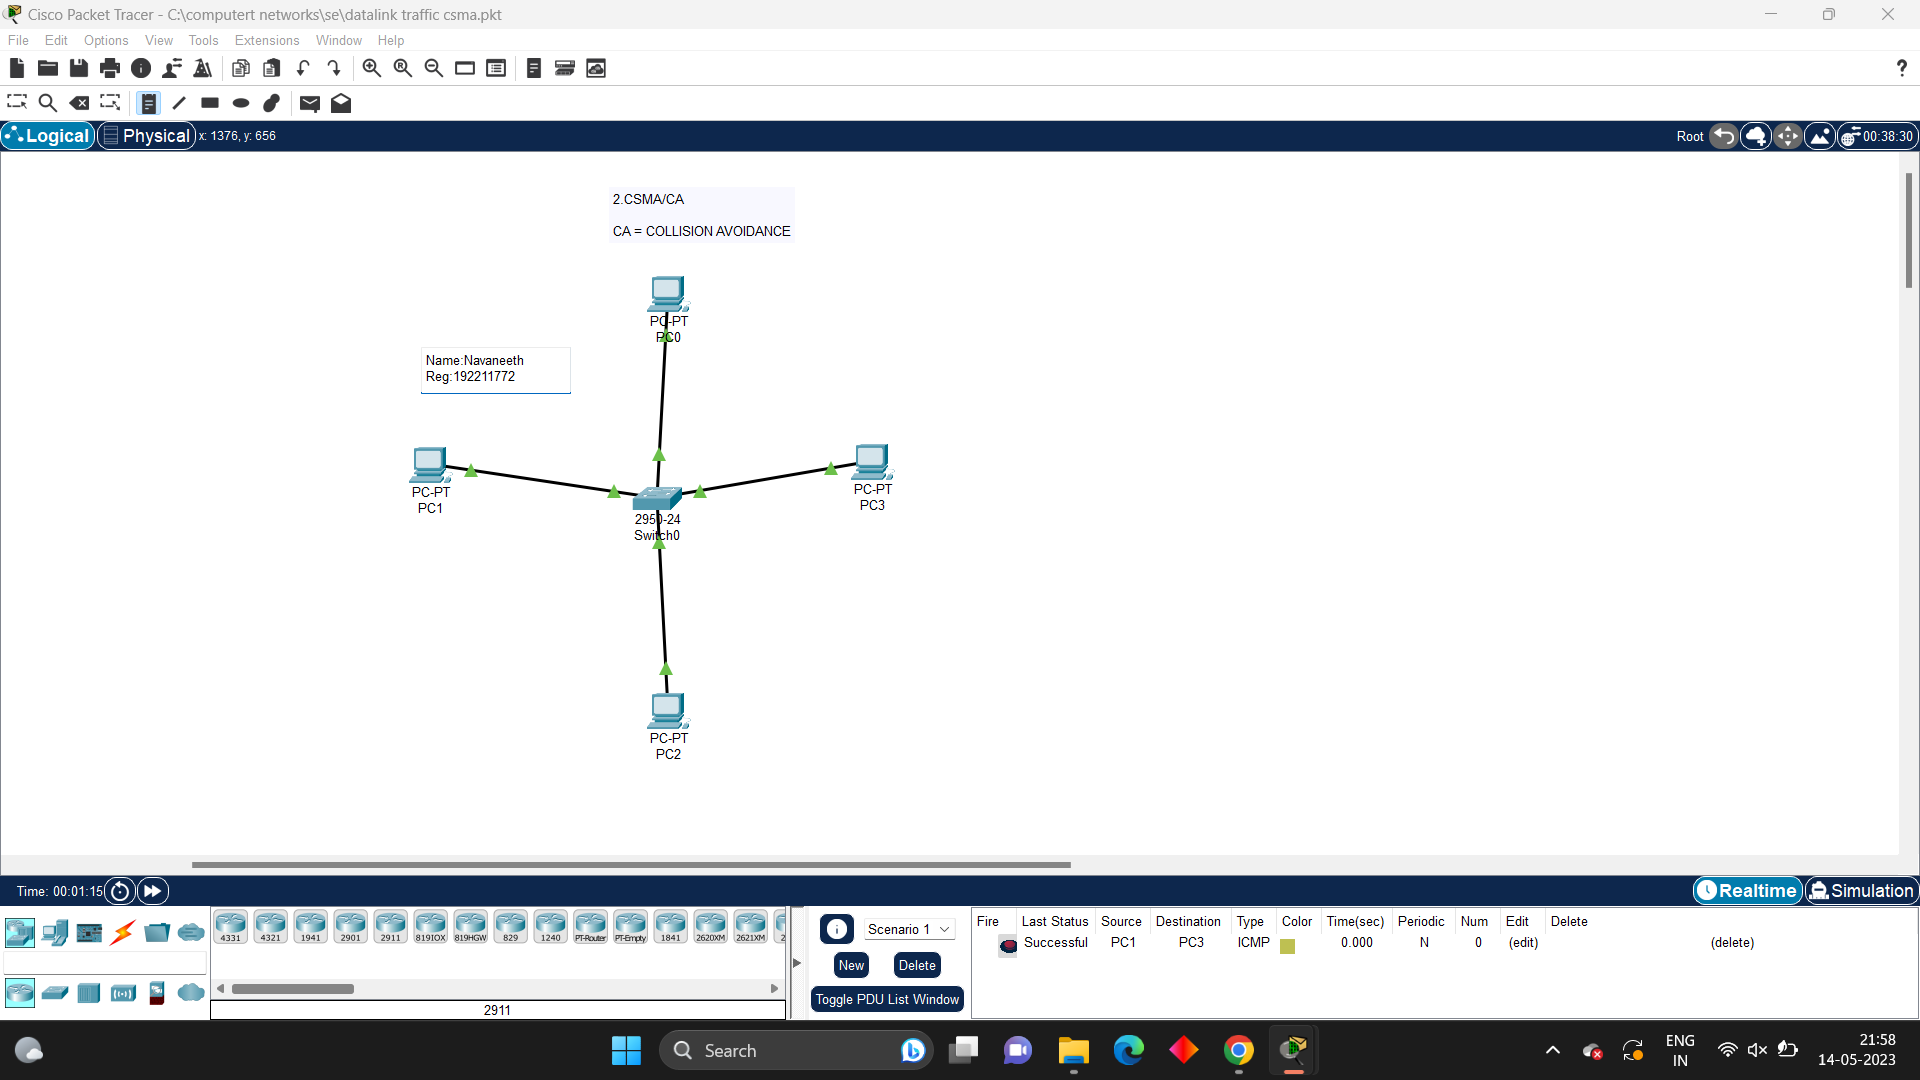 Cisco Packet Tracer - C:\computert networks\se\datalink traffic csma.pkt
File Edit Options View Tools Extensions Window Help
?
Logical Physical x: 1376, y: 656 Root 00:38:30
2.CSMA/CA
CA = COLLISION AVOIDANCE
PC-PT
PC0
Name:Navaneeth
Reg:192211772
PC-PT
PC1
PC-PT
PC3
2950-24
Switch0
PC-PT
PC2
Time: 00:01:15 Realtime Simulation
4331 4321 1941 2901 2911 819IOX 819HGW 829 1240 PT-Router PT-Empty 1841 2620XM 2621XM 2
2911
Scenario 1
New Delete
Toggle PDU List Window
Fire Last Status Source Destination Type Color Time(sec) Periodic Num Edit Delete
Successful PC1 PC3 ICMP 0.000 N 0 (edit) (delete)
Search
ENG
IN
21:58
14-05-2023